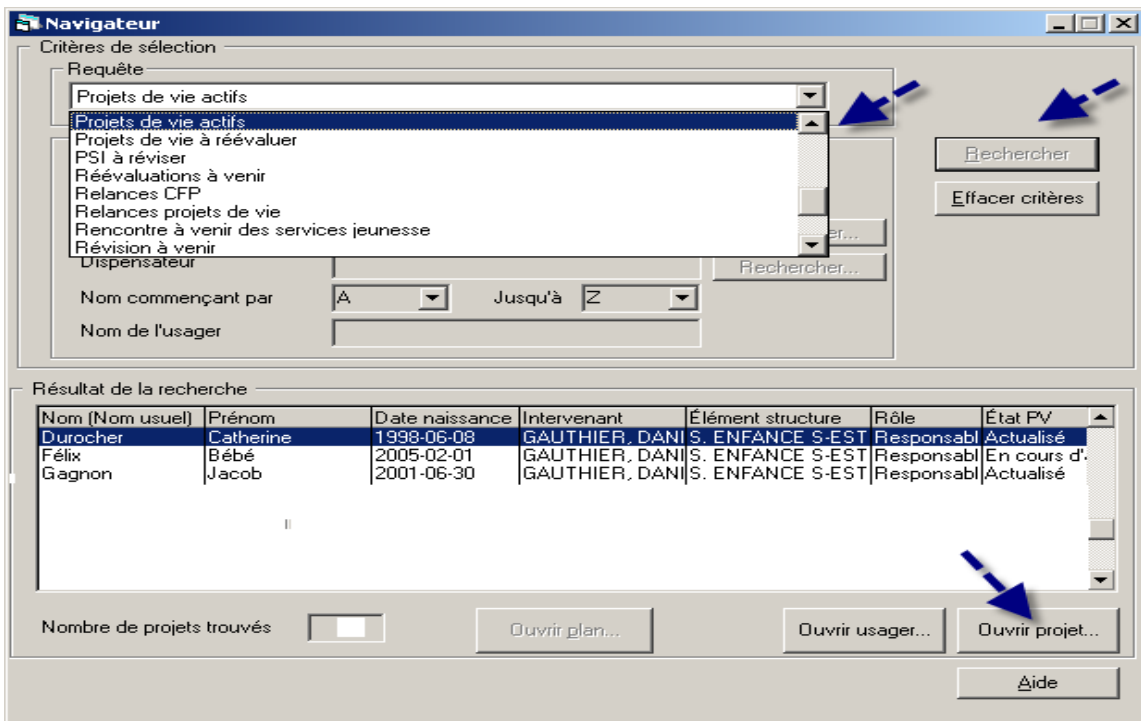 Navigateur
Critères de sélection
Requête
Projets de vie actifs
Projets de vie actifs
Projets de vie à réévaluer
PSI à réviser
Réévaluations à venir
Relances CFP
Relances projets de vie
Rencontre à venir des services jeunesse
Révision à venir
Rechercher
Effacer critères
er...
Dispensateur Rechercher...
Nom commençant par A Jusqu'à Z
Nom de l'usager
Résultat de la recherche
Nom (Nom usuel) Prénom Date naissance Intervenant Élément structure Rôle État PV
Durocher Catherine 1998-06-08 GAUTHIER, DANI S. ENFANCE S-EST Responsabl Actualisé
Félix Bébé 2005-02-01 GAUTHIER, DANI S. ENFANCE S-EST Responsabl En cours d'
Gagnon Jacob 2001-06-30 GAUTHIER, DANI S. ENFANCE S-EST Responsabl Actualisé
Nombre de projets trouvés Ouvrir plan... Ouvrir usager... Ouvrir projet...
Aide